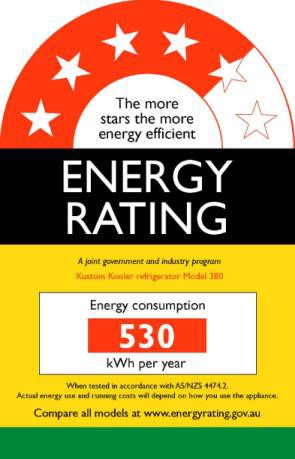 The more
stars the more
energy efficient
ENERGY
RATING
A joint government and industry program
Kustom Kooler refrigerator Model 380
Energy consumption
530
kWh per year
When tested in accordance with AS/NZS 4474.2.
Actual energy use and running costs will depend on how you use the appliance.
Compare all models at www.energyrating.gov.au